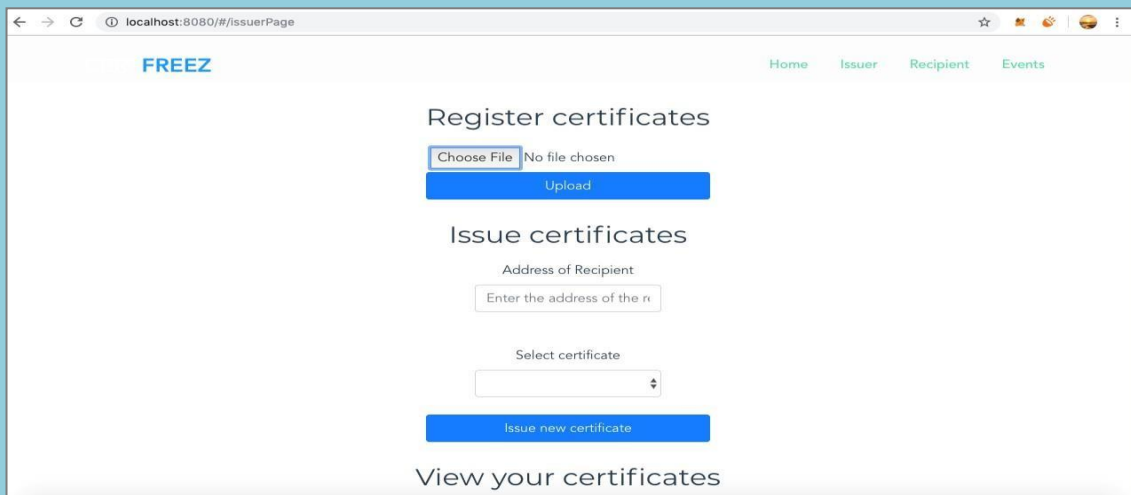 localhost:8080/#/issuerPage
FREEZ Home Issuer Recipient Events
Register certificates
Choose File No file chosen
Upload
Issue certificates
Address of Recipient
Enter the address of the r
Select certificate
Issue new certificate
View your certificates